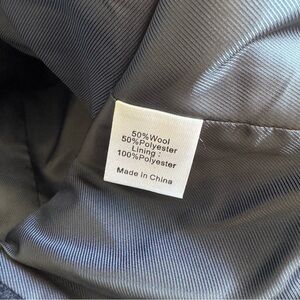 50%Wool
50%Polyester
Lining :
100%Polyester
Made In China